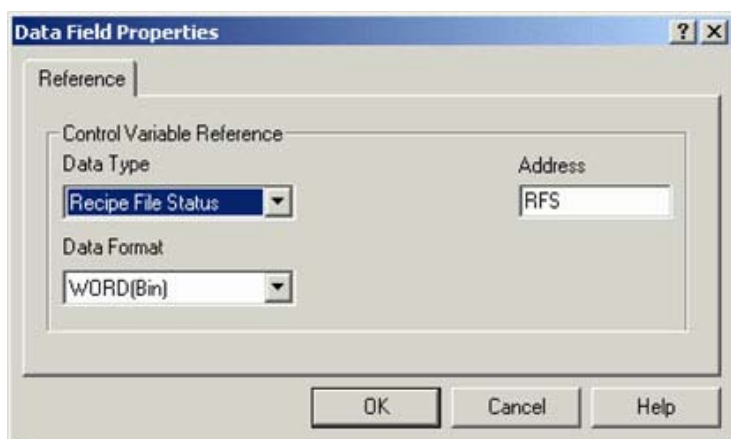 Data Field Properties
Reference
Control Variable Reference
Data Type Address
Recipe File Status RFS
Data Format
WORD(Bin)
OK Cancel Help